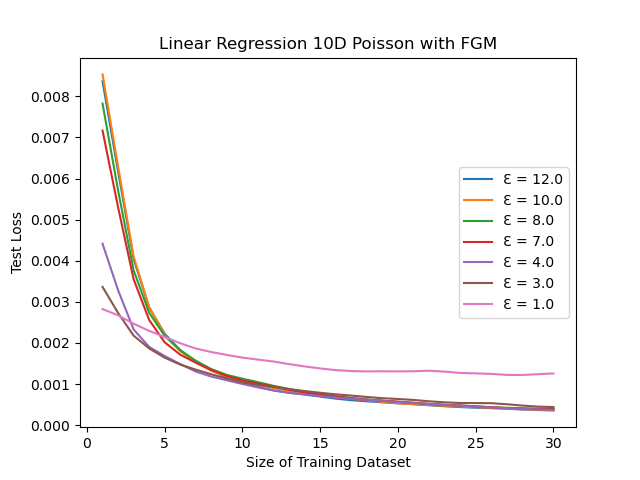 Linear Regression 10D Poisson with FGM
Test Loss
0.008
0.007
0.006
0.005
0.004
0.003
0.002
0.001
0.000
Ɛ = 12.0
Ɛ = 10.0
Ɛ = 8.0
Ɛ = 7.0
Ɛ = 4.0
Ɛ = 3.0
Ɛ = 1.0
0 5 10 15 20 25 30
Size of Training Dataset